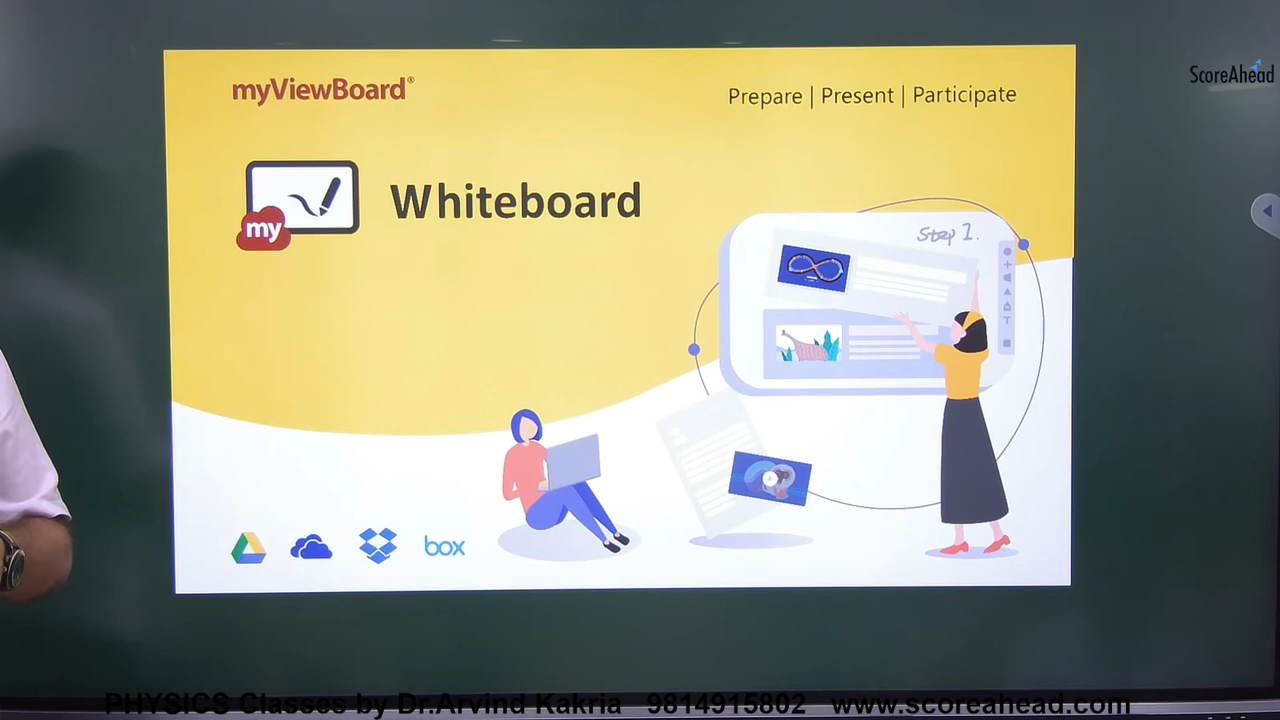 myViewBoard®
Prepare | Present | Participate
ScoreAhead
Whiteboard
my
Step 1.
box
PHYSICS Classes by Dr.Arvind Kakria 9814915802 www.scoreahead.com